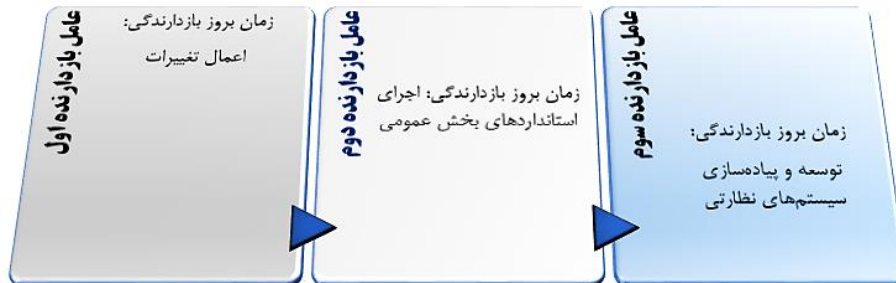 عامل بازدارنده اول
زمان بروز بازدارندگی:
اعمال تغییرات
عامل بازدارنده دوم
زمان بروز بازدارندگی: اجرای
استانداردهای بخش عمومی
عامل بازدارنده سوم
زمان بروز بازدارندگی:
توسعه و پیاده‌سازی
سیستم‌های نظارتی